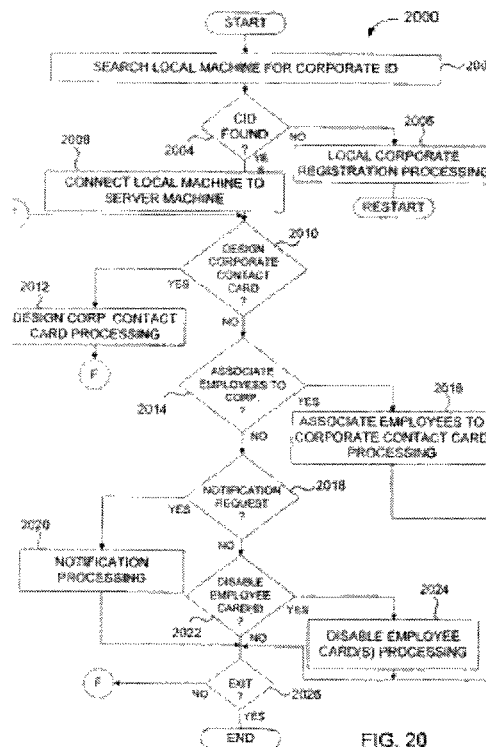 START
2000
SEARCH LOCAL MACHINE FOR CORPORATE ID
CID
FOUND
?
2004
NO
YES
2006
LOCAL CORPORATE
REGISTRATION PROCESSING
RESTART
2008
CONNECT LOCAL MACHINE TO
SERVER MACHINE
2010
DESIGN
CORPORATE
CONTACT
CARD
?
YES
NO
2012
DESIGN CORP. CONTACT
CARD PROCESSING
F
ASSOCIATE
EMPLOYEES TO
CORP.
?
2014
YES
NO
2016
ASSOCIATE EMPLOYEES TO
CORPORATE CONTACT CARD
PROCESSING
NOTIFICATION
REQUEST
?
2018
YES
NO
2020
NOTIFICATION
PROCESSING
DISABLE
EMPLOYEE
?
2022
YES
NO
2024
DISABLE EMPLOYEE
CARD(S) PROCESSING
F
NO
EXIT
?
2026
YES
END
FIG. 20